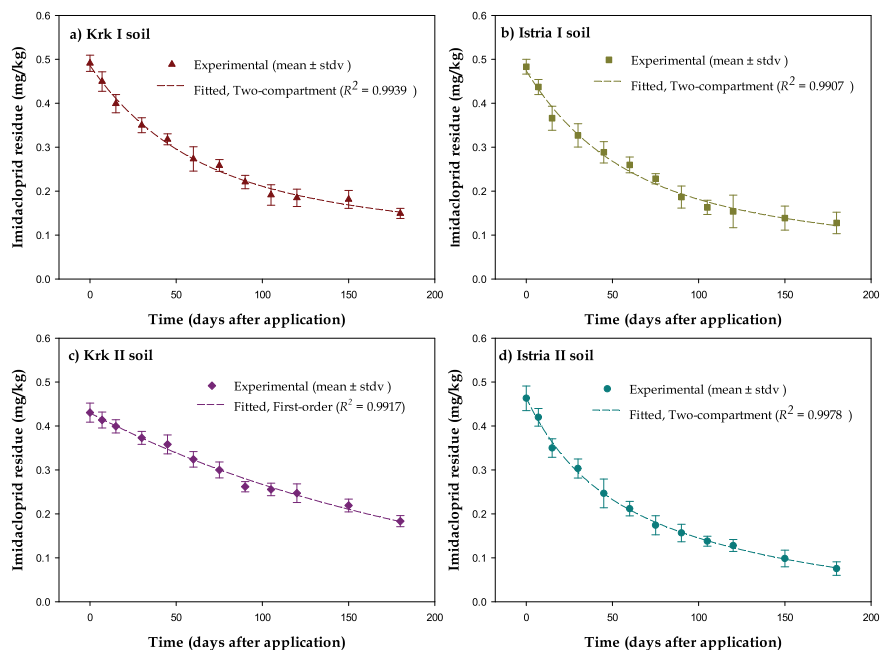 a) Krk I soil
Experimental (mean ± stdv )
Fitted, Two-compartment (R² = 0.9939 )
Imidacloprid residue (mg/kg)
0.6
0.5
0.4
0.3
0.2
0.1
0.0
0 50 100 150 200
Time (days after application)
b) Istria I soil
Experimental (mean ± stdv )
Fitted, Two-compartment (R² = 0.9907 )
Imidacloprid residue (mg/kg)
0.6
0.5
0.4
0.3
0.2
0.1
0.0
0 50 100 150 200
Time (days after application)
c) Krk II soil
Experimental (mean ± stdv )
Fitted, First-order (R² = 0.9917)
Imidacloprid residue (mg/kg)
0.6
0.5
0.4
0.3
0.2
0.1
0.0
0 50 100 150 200
Time (days after application)
d) Istria II soil
Experimental (mean ± stdv )
Fitted, Two-compartment (R² = 0.9978 )
Imidacloprid residue (mg/kg)
0.6
0.5
0.4
0.3
0.2
0.1
0.0
0 50 100 150 200
Time (days after application)